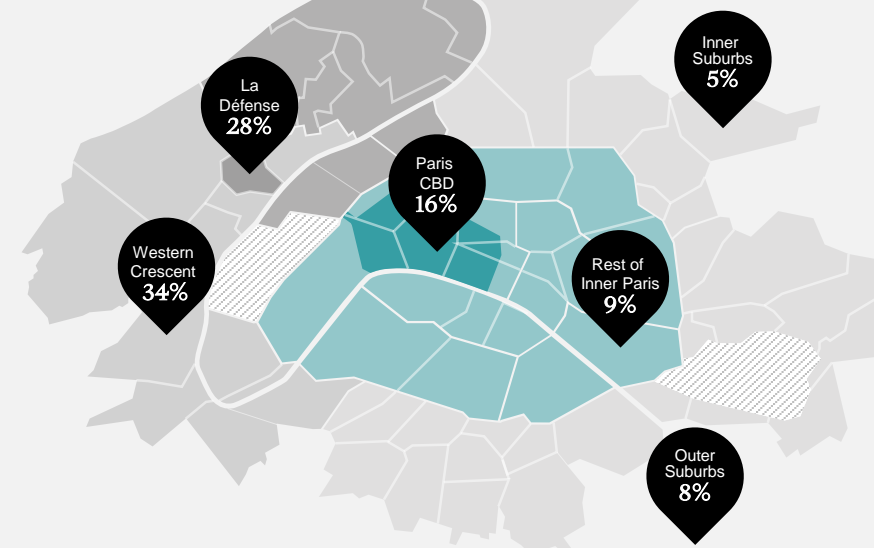 Inner
Suburbs
5%
La
Défense
28%
Paris
CBD
16%
Western
Crescent
34%
Rest of
Inner Paris
9%
Outer
Suburbs
8%